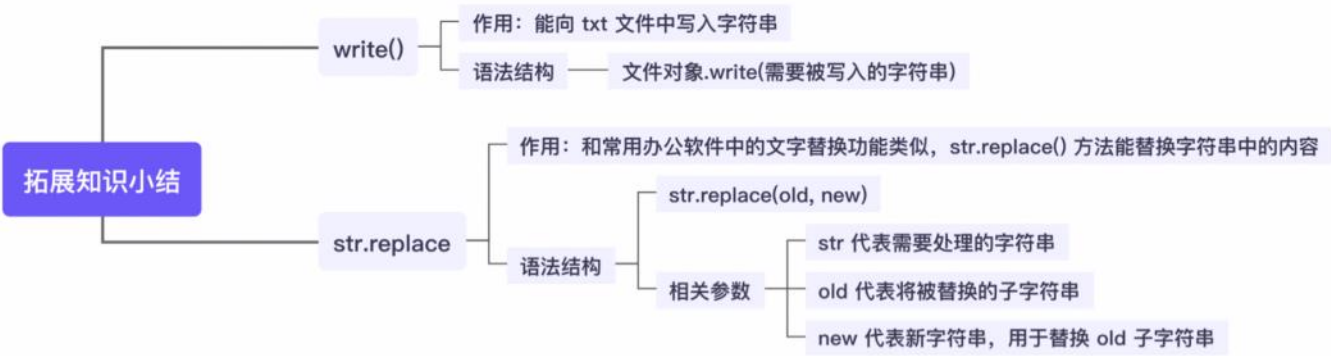 拓展知识小结
write()
作用：能向 txt 文件中写入字符串
语法结构
文件对象.write(需要被写入的字符串)
str.replace
作用：和常用办公软件中的文字替换功能类似，str.replace() 方法能替换字符串中的内容
语法结构
str.replace(old, new)
相关参数
str 代表需要处理的字符串
old 代表将被替换的子字符串
new 代表新字符串，用于替换 old 子字符串